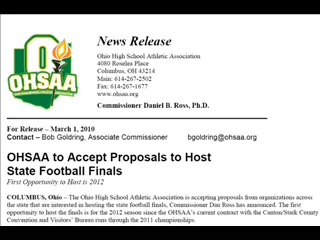 News Release
Ohio High School Athletic Association
4080 Roselea Place
Columbus, OH 43214
Main: 614-267-2502
Fax: 614-267-1677
www.ohsaa.org
Commissioner Daniel B. Ross, Ph.D.
OHSAA
For Release – March 1, 2010
Contact – Bob Goldring, Associate Commissioner bgoldring@ohsaa.org
OHSAA to Accept Proposals to Host
State Football Finals
First Opportunity to Host is 2012
COLUMBUS, Ohio – The Ohio High School Athletic Association is accepting proposals from organizations across
the state that are interested in hosting the state football finals, Commissioner Dan Ross has announced. The first
opportunity to host the finals is for the 2012 season since the OHSAA's current contract with the Canton/Stark County
Convention and Visitors' Bureau runs through the 2011 championships.